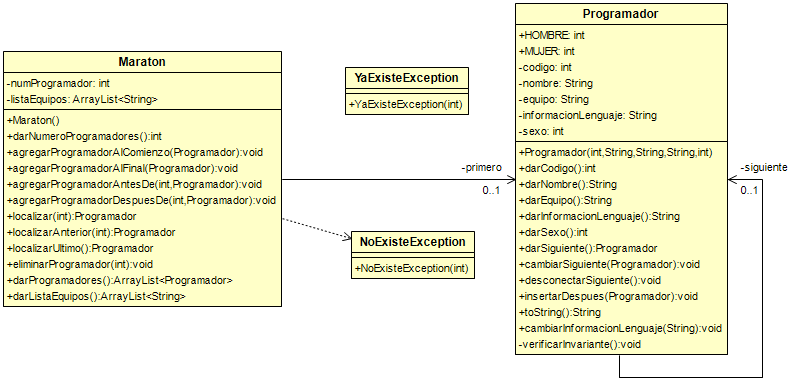 Maraton
-numProgramador: int
-listaEquipos: ArrayList<String>
+Maraton()
+darNumeroProgramadores():int
+agregarProgramadorAlComienzo(Programador):void
+agregarProgramadorAlFinal(Programador):void
+agregarProgramadorAntesDe(int,Programador):void
+agregarProgramadorDespuesDe(int,Programador):void
+localizar(int):Programador
+localizarAnterior(int):Programador
+localizarUltimo():Programador
+eliminarProgramador(int):void
+darProgramadores():ArrayList<Programador>
+darListaEquipos():ArrayList<String>
YaExisteException
+YaExisteException(int)
-primero
0..1
NoExisteException
+NoExisteException(int)
Programador
+HOMBRE: int
+MUJER: int
-codigo: int
-nombre: String
-equipo: String
-informacionLenguaje: String
-sexo: int
+Programador(int,String,String,String,int)
+darCodigo():int
+darNombre():String
+darEquipo():String
+darInformacionLenguaje():String
+darSexo():int
+darSiguiente():Programador
+cambiarSiguiente(Programador):void
+desconectarSiguiente():void
+insertarDespues(Programador):void
+toString():String
+cambiarInformacionLenguaje(String):void
-verificarInvariante():void
-siguiente
0..1